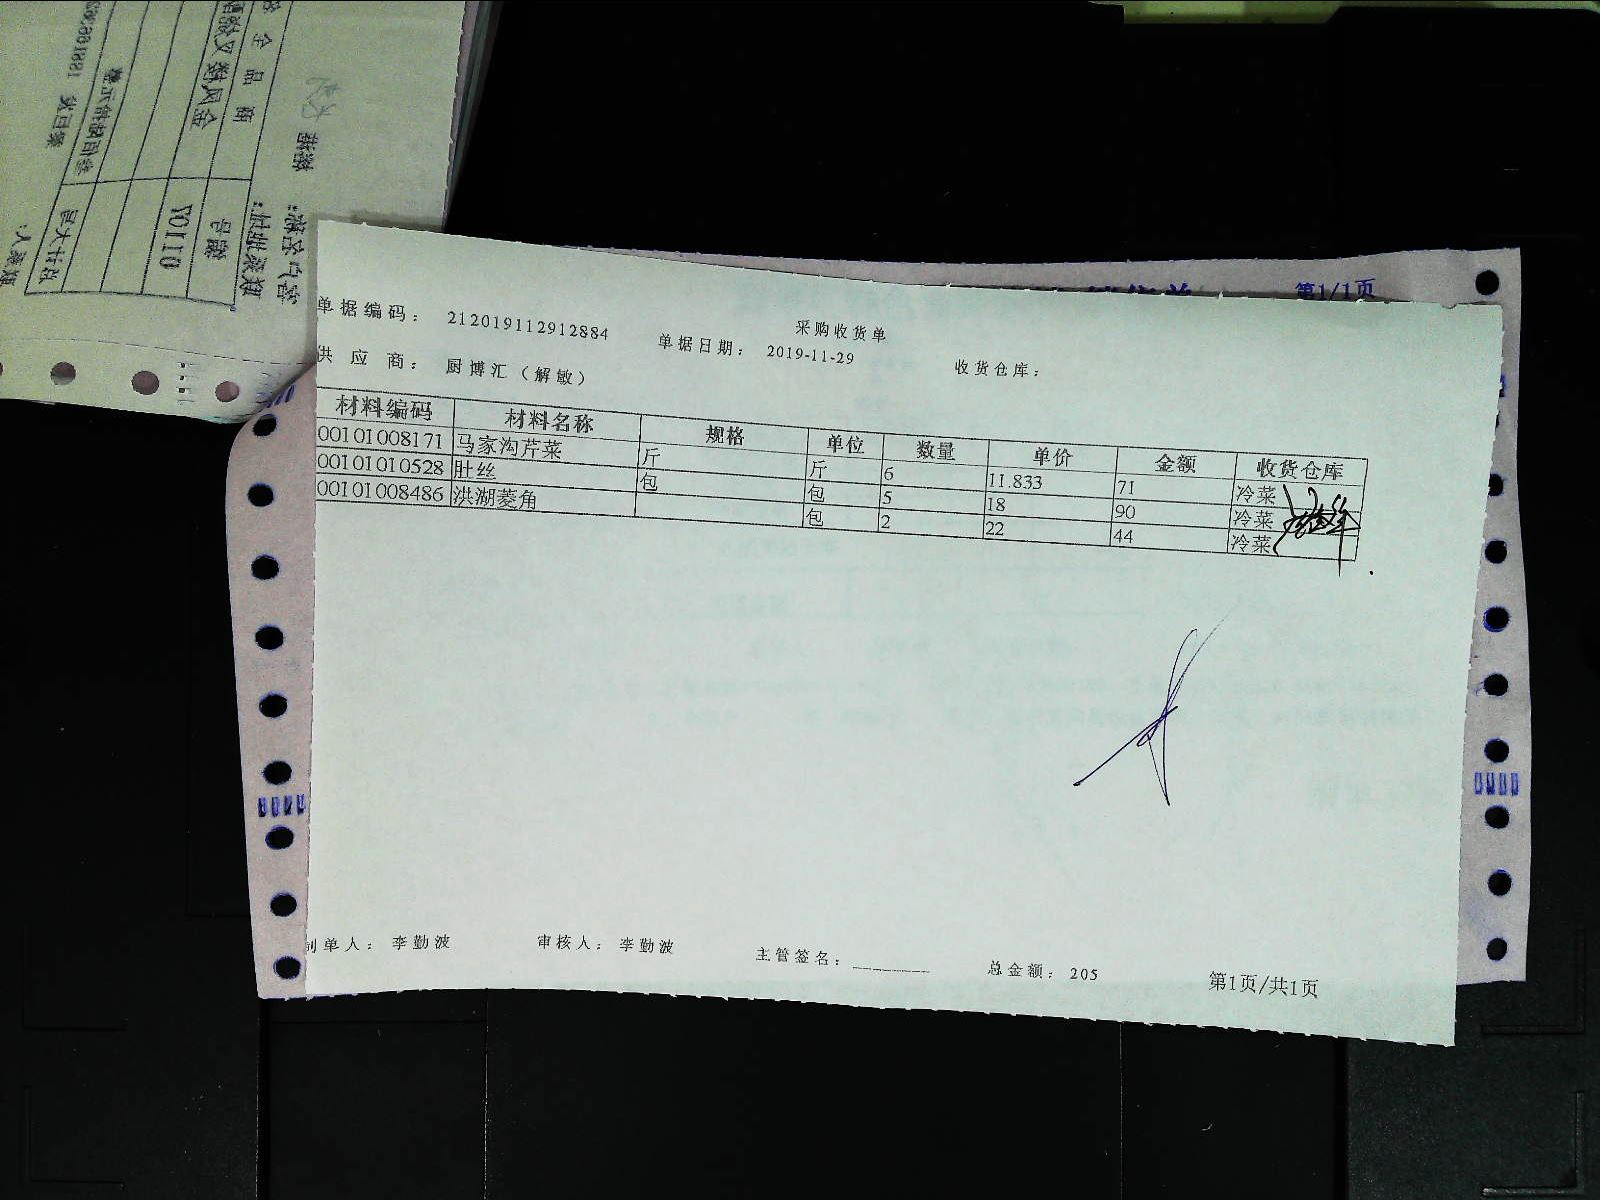 采购收货单
单据编码： 212019112912884 单据日期： 2019-11-29 收货仓库：
供应商： 厨博汇（解敏）
材料编码 材料名称 规格 单位 数量 单价 金额 收货仓库
00101008171 马家沟芹菜 斤 斤 6 11.833 71 冷菜
00101010528 肚丝 包 包 5 18 90 冷菜
00101008486 洪湖菱角 包 2 22 44 冷菜
制单人： 李勤波 审核人： 李勤波 主管签名： 总金额： 205 第1页/共1页
第1/1页